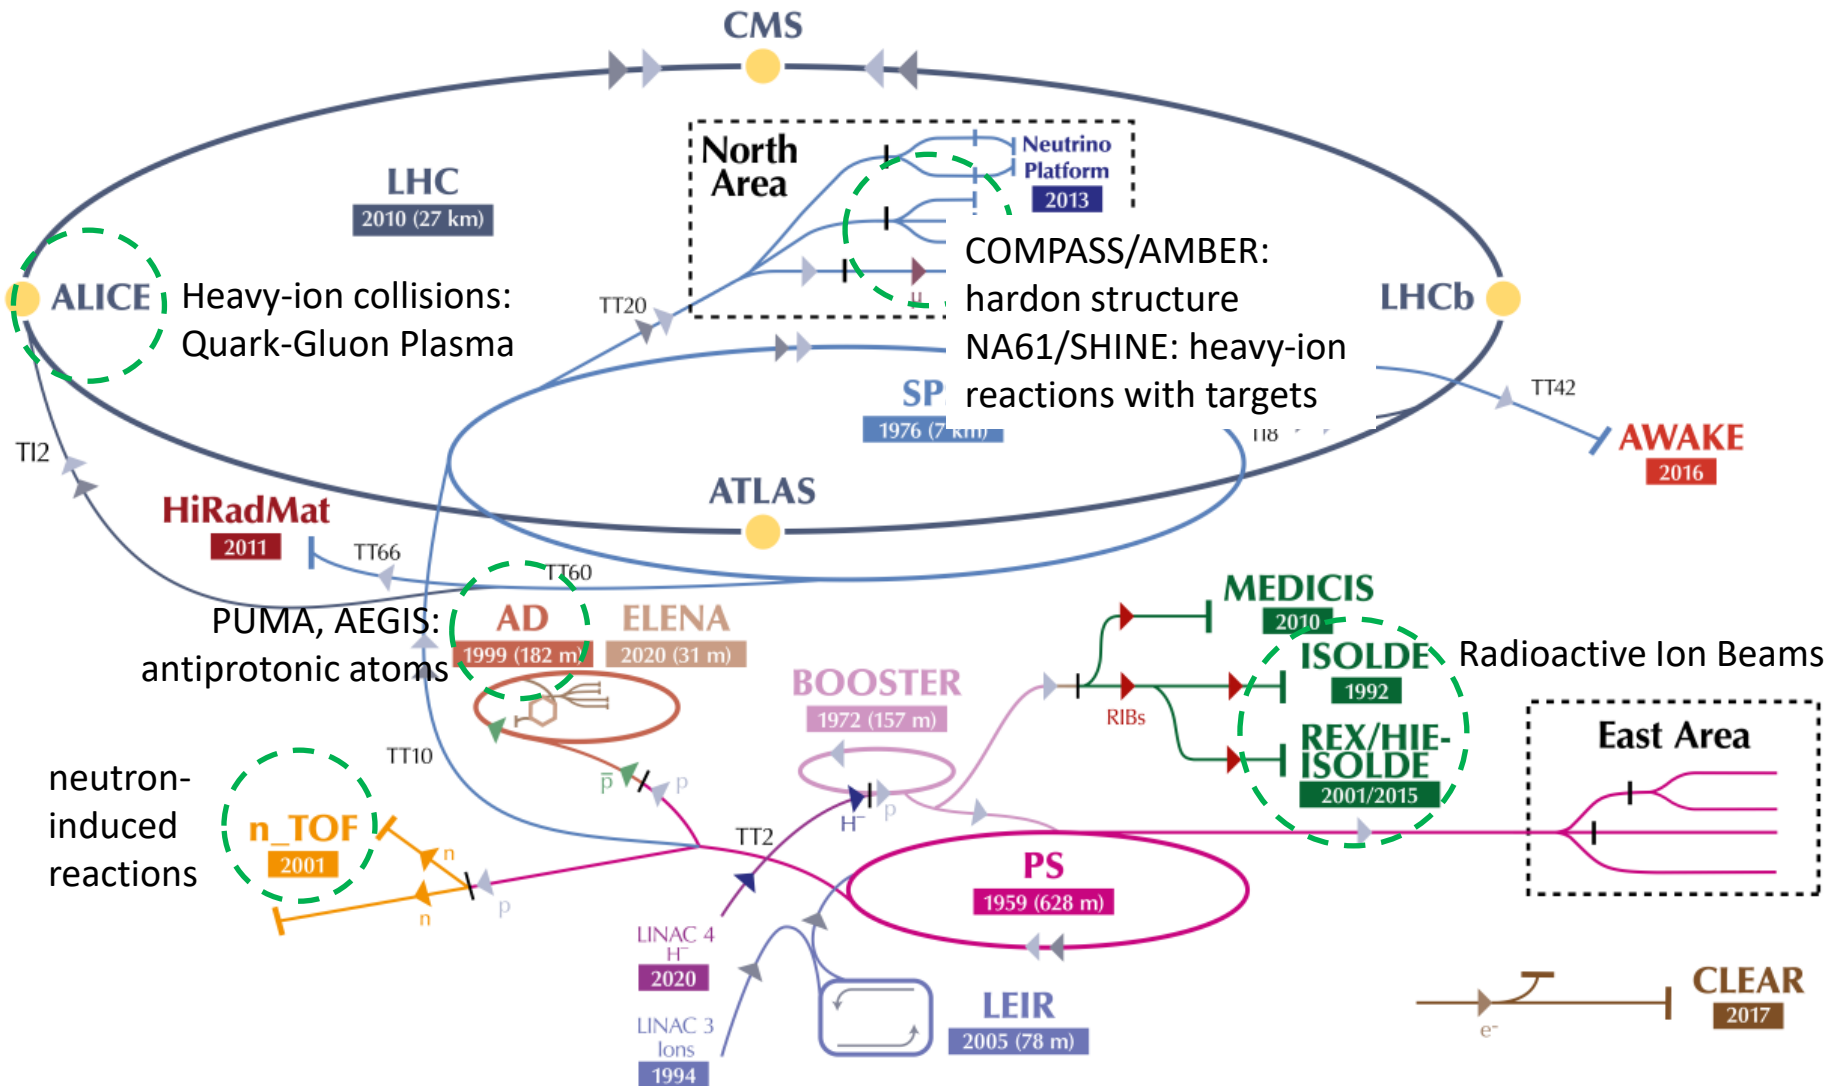 CMS
North
Area
Neutrino
Platform
2013
LHC
2010 (27 km)
COMPASS/AMBER:
hardon structure
NA61/SHINE: heavy-ion
reactions with targets
ALICE
Heavy-ion collisions:
Quark-Gluon Plasma
LHCb
TT20
SP
1976 (7 km)
TT42
TI8
AWAKE
2016
TI2
ATLAS
HiRadMat
2011
TT66
TT60
PUMA, AEGIS:
antiprotonic atoms
AD
1999 (182 m)
ELENA
2020 (31 m)
MEDICIS
2010
ISOLDE
1992
Radioactive Ion Beams
REX/HIE-
ISOLDE
2001/2015
RIBs
BOOSTER
1972 (157 m)
East Area
TT10
p̅
p
H⁻
p
TT2
neutron-
induced
reactions
n_TOF
2001
n
n
p
PS
1959 (628 m)
LINAC 4
H⁻
2020
LINAC 3
Ions
1994
LEIR
2005 (78 m)
CLEAR
2017
e⁻